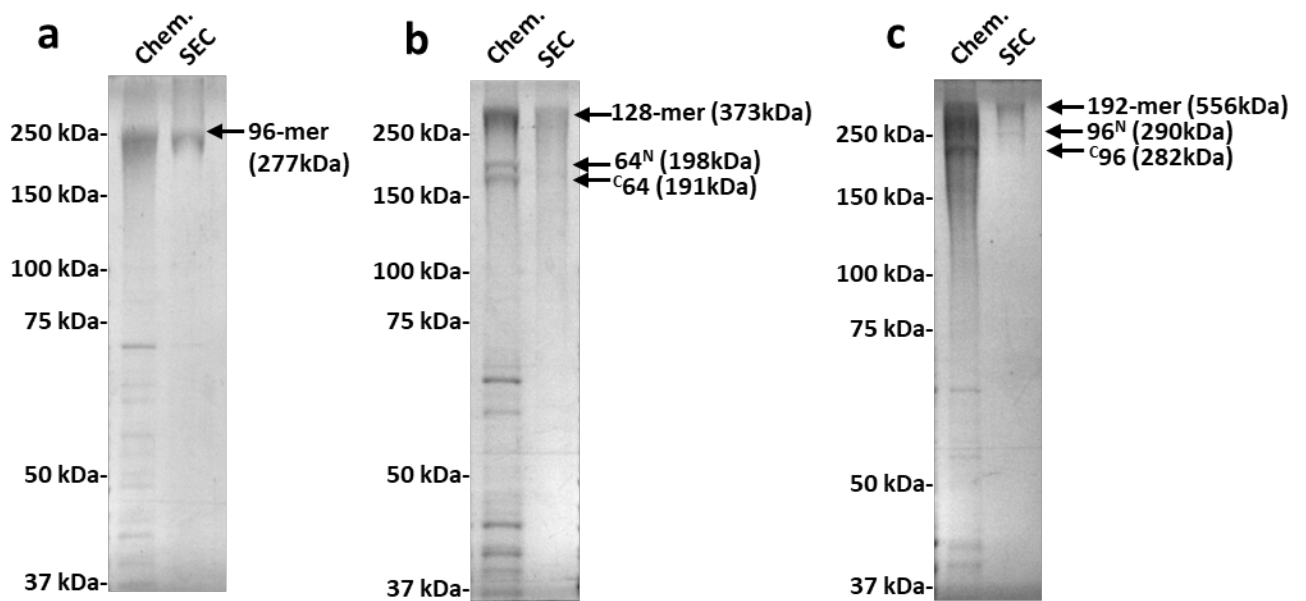 a
Chem.
SEC
250 kDa-
150 kDa-
100 kDa-
75 kDa-
50 kDa-
37 kDa-
96-mer
(277kDa)
b
Chem.
SEC
250 kDa-
150 kDa-
100 kDa-
75 kDa-
50 kDa-
37 kDa-
128-mer (373kDa)
64ᴺ (198kDa)
ᶜ64 (191kDa)
c
Chem.
SEC
250 kDa-
150 kDa-
100 kDa-
75 kDa-
50 kDa-
37 kDa-
192-mer (556kDa)
96ᴺ (290kDa)
ᶜ96 (282kDa)